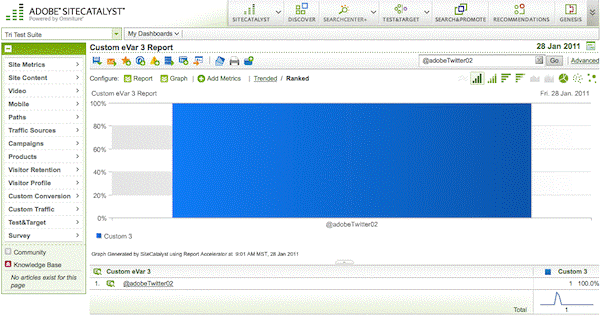 ADOBE® SITECATALYST®
Powered by Omniture®
SITECATALYST
DISCOVER
SEARCHCENTER+
TEST&TARGET
SEARCH&PROMOTE
RECOMMENDATIONS
GENESIS
Tri Test Suite
My Dashboards
Custom eVar 3 Report
28 Jan 2011
@adobeTwitter02
Go
Advanced
Configure: Report Graph Add Metrics Trended / Ranked
Site Metrics
Site Content
Video
Mobile
Paths
Traffic Sources
Campaigns
Products
Visitor Retention
Visitor Profile
Custom Conversion
Custom Traffic
Test&Target
Survey
Community
Knowledge Base
No articles exist for this
page
Custom eVar 3 Report
Fri. 28 Jan. 2011
100%
80%
60%
40%
20%
0%
@adobeTwitter02
Custom 3
Graph Generated by SiteCatalyst using Report Accelerator at 9:01 AM MST, 28 Jan 2011
Custom eVar 3
Custom 3
1. @adobeTwitter02 1 100.0%
Total 1